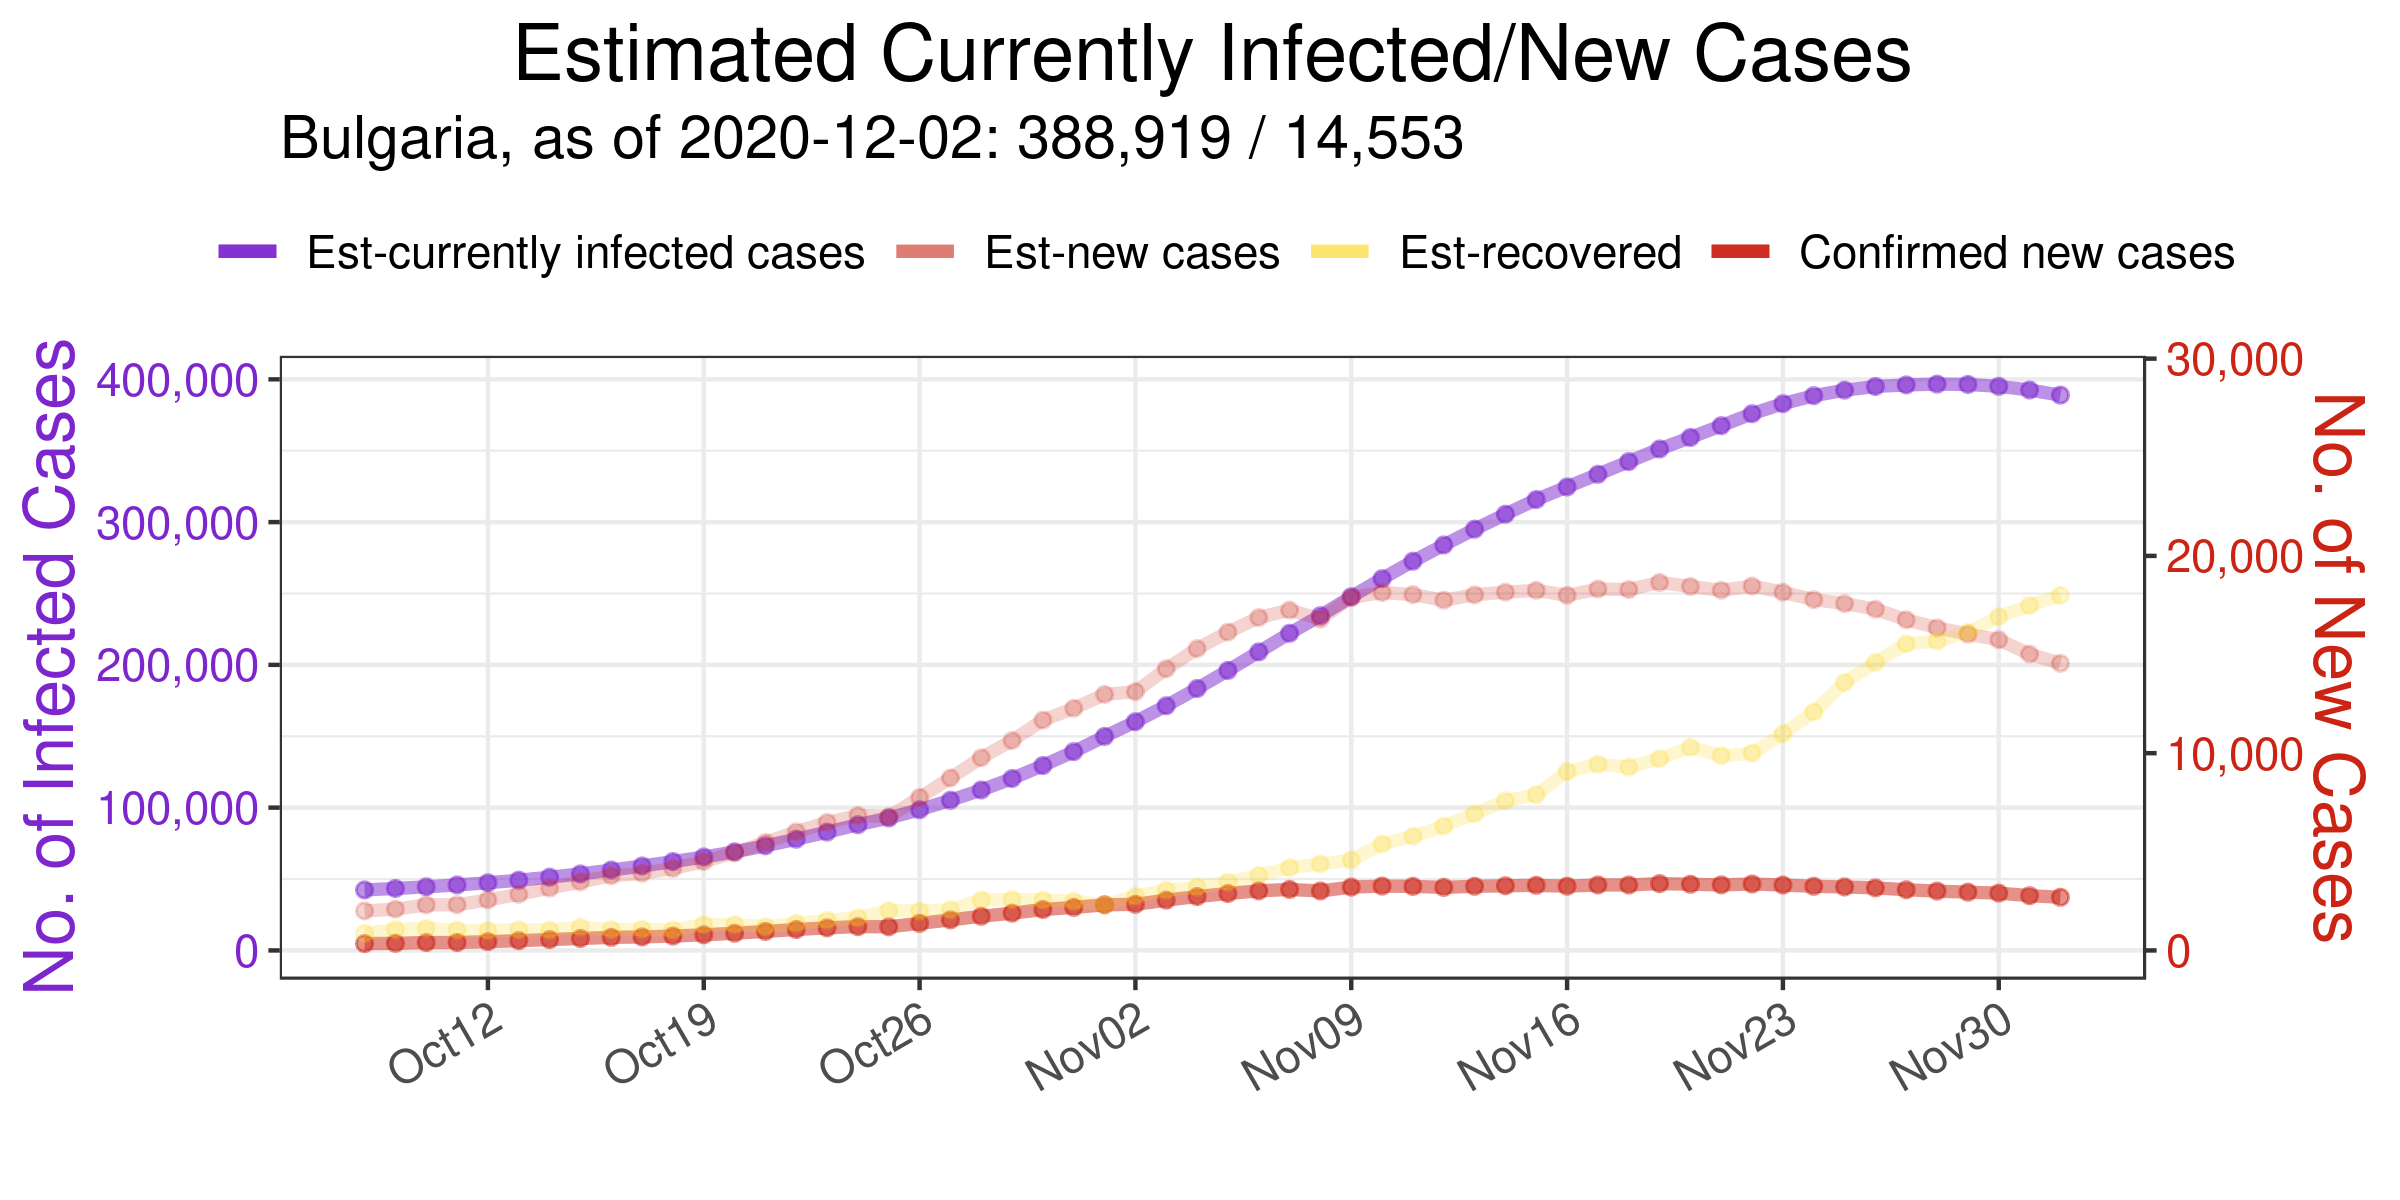 Estimated Currently Infected/New Cases
Bulgaria, as of 2020-12-02: 388,919 / 14,553
Est-currently infected cases Est-new cases Est-recovered Confirmed new cases
No. of Infected Cases
400,000
300,000
200,000
100,000
0
30,000
20,000
10,000
0
No. of New Cases
Oct12 Oct19 Oct26 Nov02 Nov09 Nov16 Nov23 Nov30